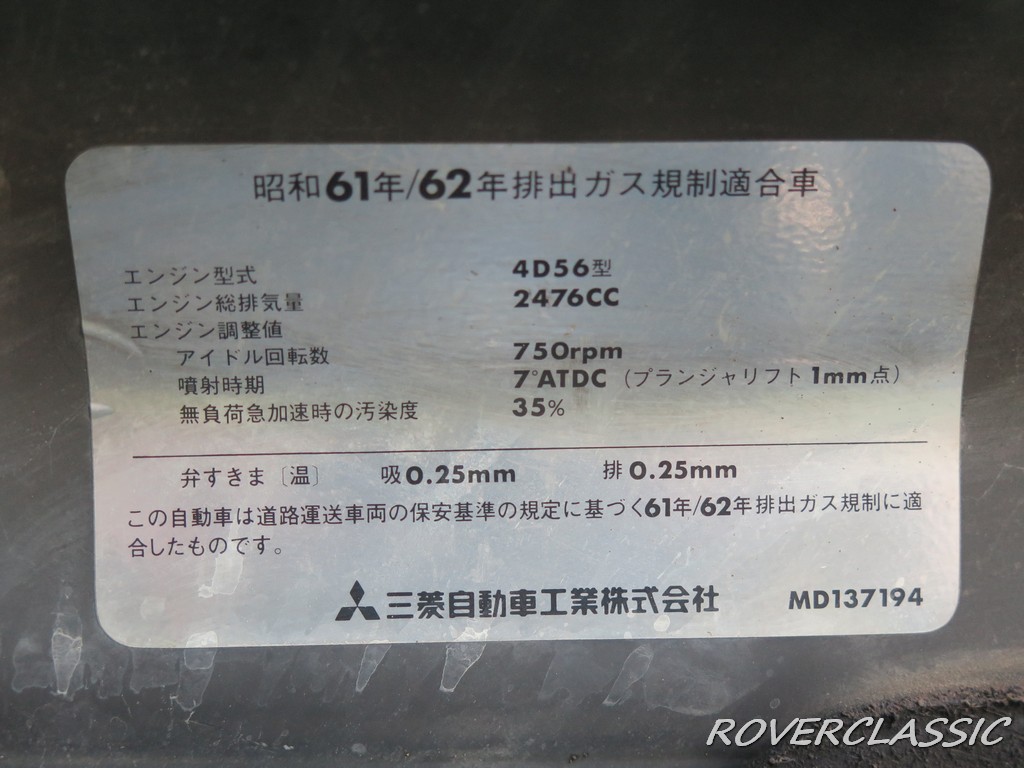 昭和61年/62年排出ガス規制適合車
エンジン型式 4D56型
エンジン総排気量 2476CC
エンジン調整値
アイドル回転数 750rpm
噴射時期 7°ATDC (プランジャリフト1mm点)
無負荷急加速時の汚染度 35%
弁すきま〔温〕 吸0.25mm 排0.25mm
この自動車は道路運送車両の保安基準の規定に基づく61年/62年排出ガス規制に適
合したものです。
三菱自動車工業株式会社 MD137194
ROVERCLASSIC